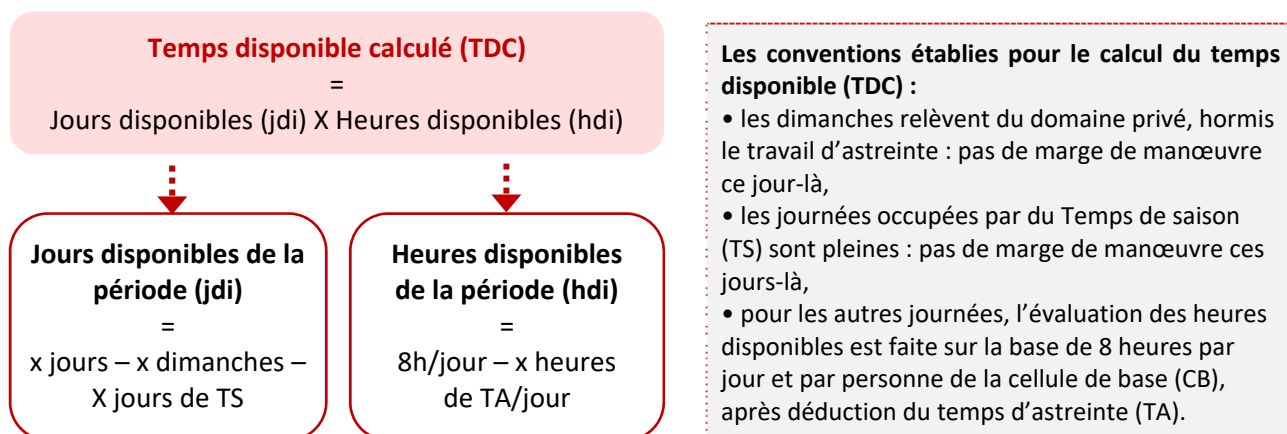 Temps disponible calculé (TDC)
=
Jours disponibles (jdi) X Heures disponibles (hdi)
Jours disponibles de la
période (jdi)
=
x jours – x dimanches –
X jours de TS
Heures disponibles
de la période (hdi)
=
8h/jour – x heures
de TA/jour
Les conventions établies pour le calcul du temps
disponible (TDC) :
• les dimanches relèvent du domaine privé, hormis
le travail d’astreinte : pas de marge de manœuvre
ce jour-là,
• les journées occupées par du Temps de saison
(TS) sont pleines : pas de marge de manœuvre ces
jours-là,
• pour les autres journées, l’évaluation des heures
disponibles est faite sur la base de 8 heures par
jour et par personne de la cellule de base (CB),
après déduction du temps d’astreinte (TA).